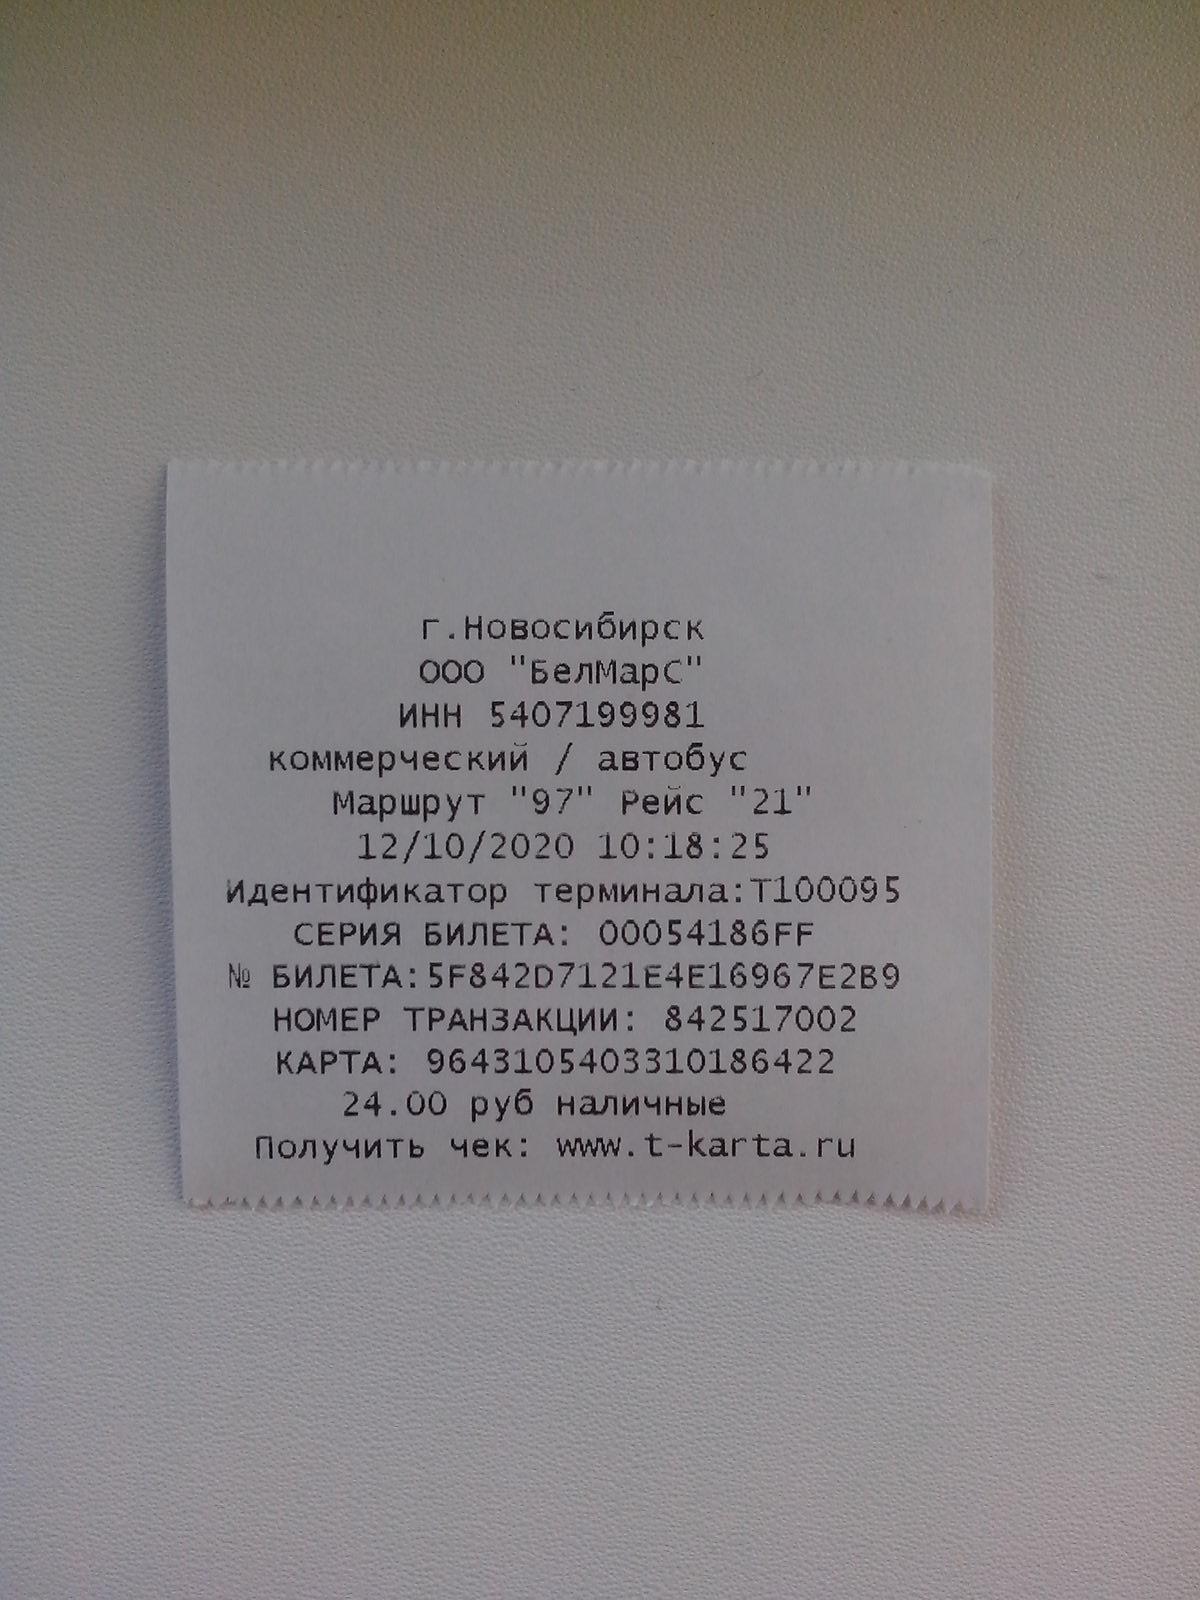 г.Новосибирск
ООО "БелМарС"
ИНН 5407199981
коммерческий / автобус
Маршрут "97" Рейс "21"
12/10/2020 10:18:25
Идентификатор терминала:Т100095
СЕРИЯ БИЛЕТА: 00054186FF
№ БИЛЕТА:5F842D7121E4E16967E2B9
НОМЕР ТРАНЗАКЦИИ: 842517002
КАРТА: 9643105403310186422
24.00 руб наличные
Получить чек: www.t-karta.ru